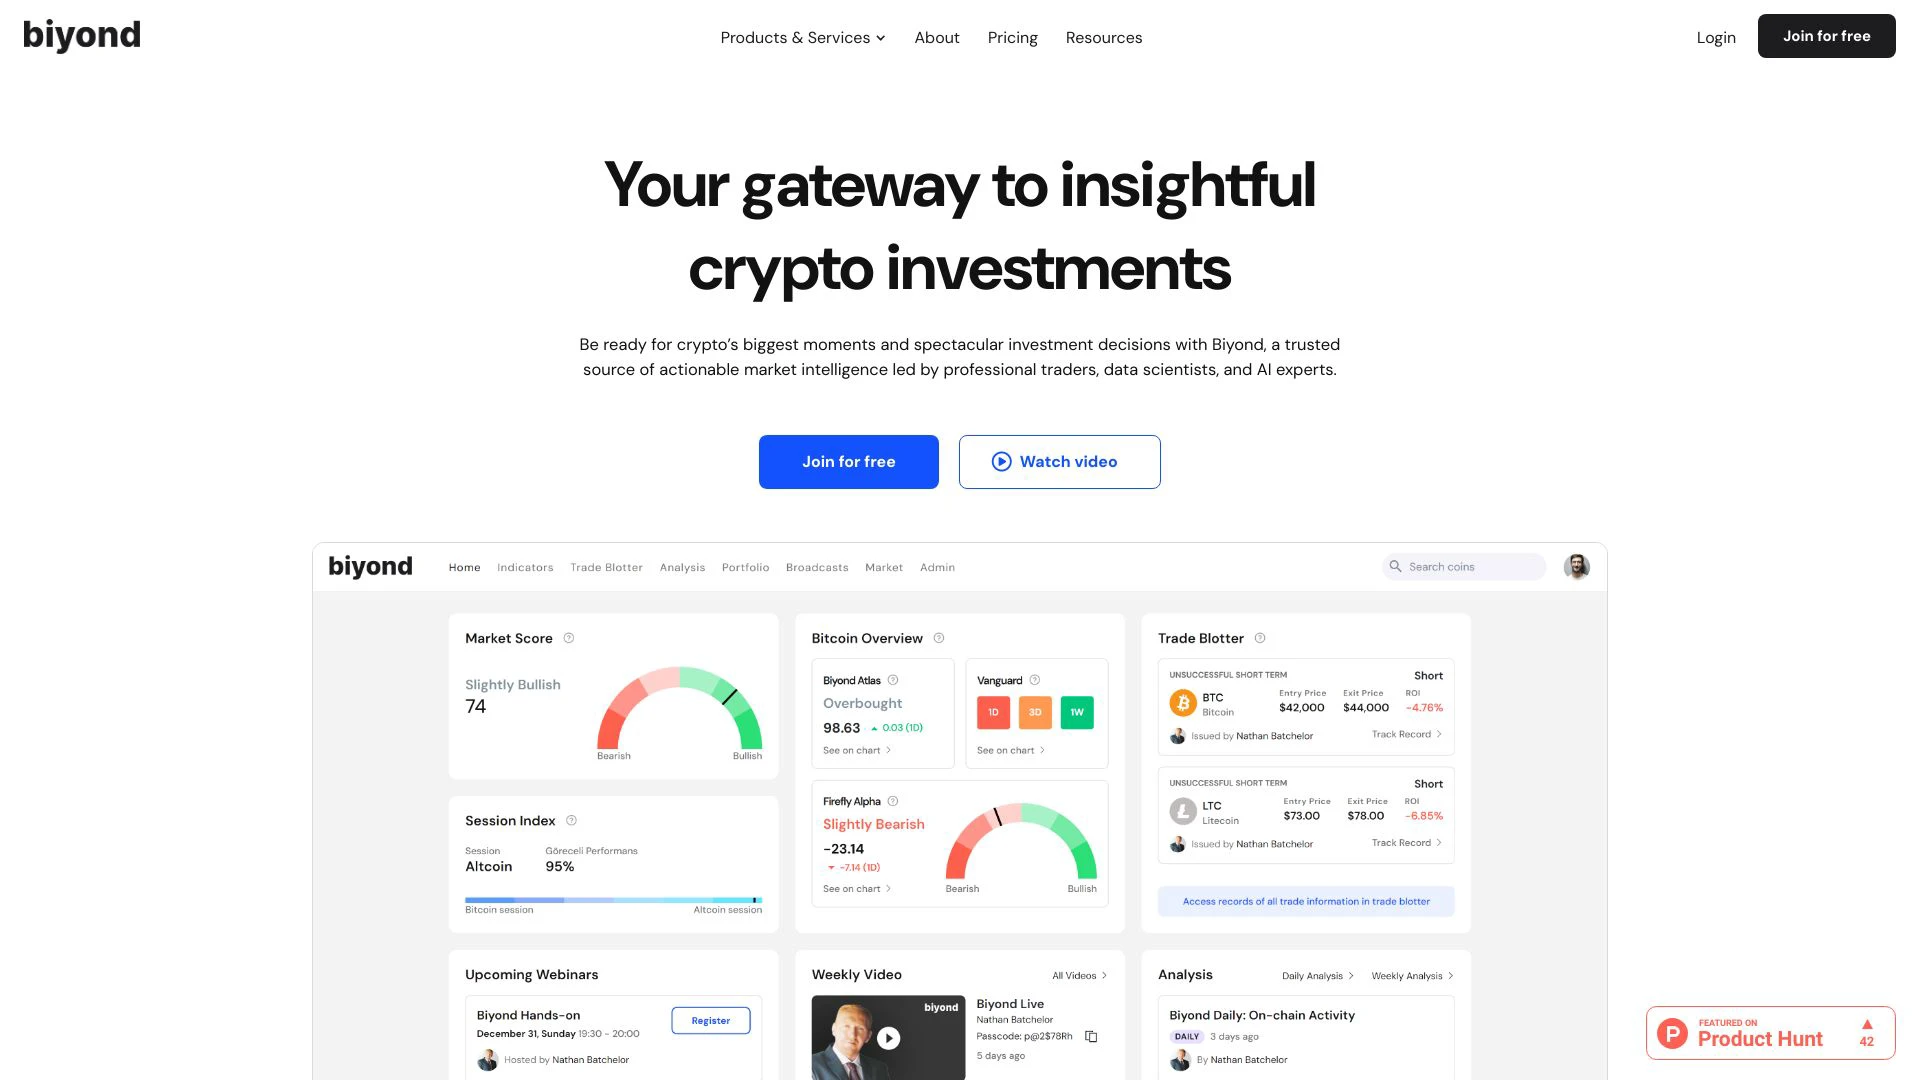 biyond
Products & Services
About
Pricing
Resources
Login
Join for free
Your gateway to insightful
crypto investments
Be ready for crypto’s biggest moments and spectacular investment decisions with Biyond, a trusted
source of actionable market intelligence led by professional traders, data scientists, and AI experts.
Join for free
Watch video
biyond
Home
Indicators
Trade Blotter
Analysis
Portfolio
Broadcasts
Market
Admin
Search coins
Market Score
Slightly Bullish
74
Bearish
Bullish
Session Index
Session
Göreceli Performans
Altcoin
95%
Bitcoin session
Altcoin session
Bitcoin Overview
Biyond Atlas
Overbought
98.63 0.03 (1D)
See on chart
Vanguard
1D
3D
1W
See on chart
Firefly Alpha
Slightly Bearish
-23.14
-7.14 (1D)
See on chart
Bearish
Bullish
Trade Blotter
UNSUCCESSFUL SHORT TERM
Short
BTC
Bitcoin
Entry Price
Exit Price
ROI
$42,000
$44,000
-4.76%
Issued by Nathan Batchelor
Track Record
UNSUCCESSFUL SHORT TERM
Short
LTC
Litecoin
Entry Price
Exit Price
ROI
$73.00
$78.00
-6.85%
Issued by Nathan Batchelor
Track Record
Access records of all trade information in trade blotter
Upcoming Webinars
Biyond Hands-on
December 31, Sunday 19:30 - 20:00
Register
Hosted by Nathan Batchelor
Weekly Video
All Videos
biyond
Biyond Live
Nathan Batchelor
Passcode: p@2$78Rh
5 days ago
Analysis
Daily Analysis
Weekly Analysis
Biyond Daily: On-chain Activity
DAILY
3 days ago
By Nathan Batchelor
P
FEATURED ON
Product Hunt
42